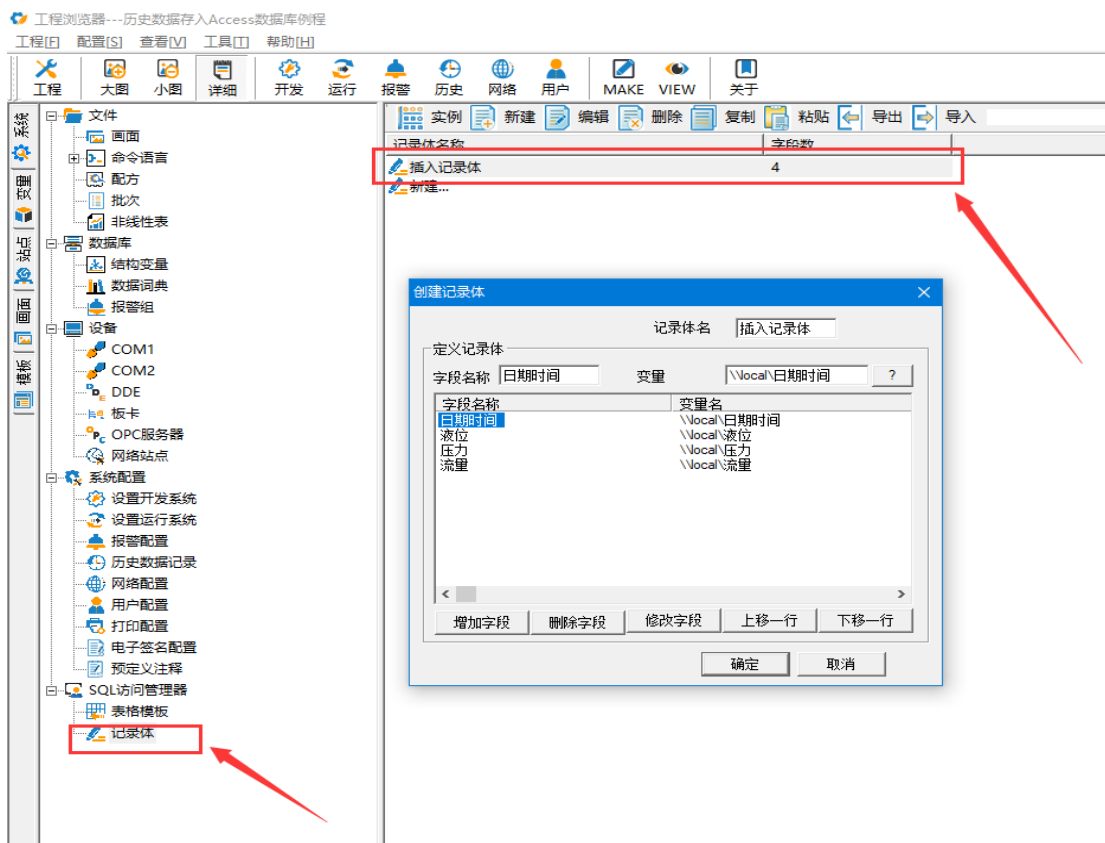 工程浏览器---历史数据存入Access数据库例程
工程[F] 配置[S] 查看[V] 工具[T] 帮助[H]
工程 大图 小图 详细 开发 运行 报警 历史 网络 用户 MAKE VIEW 关于
系统
变量
站点
画面
模板
文件
画面
命令语言
配方
批次
非线性表
数据库
结构变量
数据词典
报警组
设备
COM1
COM2
DDE
板卡
OPC服务器
网络站点
系统配置
设置开发系统
设置运行系统
报警配置
历史数据记录
网络配置
用户配置
打印配置
电子签名配置
预定义注释
SQL访问管理器
表格模板
记录体
实例 新建 编辑 删除 复制 粘贴 导出 导入
记录体名称 字段数
插入记录体 4
新建...
创建记录体
记录体名 插入记录体
定义记录体
字段名称 日期时间 变量 \\local\日期时间 ?
字段名称 变量名
日期时间 \\local\日期时间
液位 \\local\液位
压力 \\local\压力
流量 \\local\流量
增加字段 删除字段 修改字段 上移一行 下移一行
确定 取消